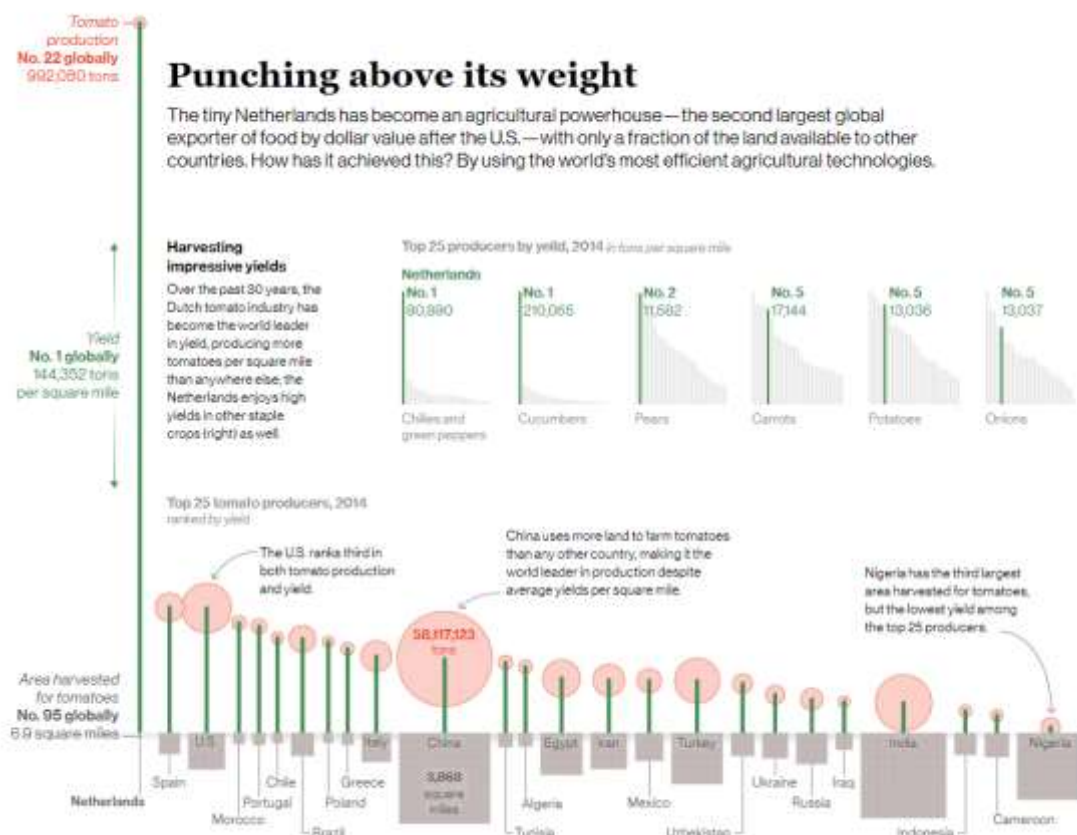 Tomato
production
No. 22 globally
992,080 tons
Punching above its weight
The tiny Netherlands has become an agricultural powerhouse—the second largest global
exporter of food by dollar value after the U.S.—with only a fraction of the land available to other
countries. How has it achieved this? By using the world's most efficient agricultural technologies.
Yield
No. 1 globally
144,352 tons
per square mile
Harvesting
impressive yields
Over the past 30 years, the
Dutch tomato industry has
become the world leader
in yield, producing more
tomatoes per square mile
than anywhere else; the
Netherlands enjoys high
yields in other staple
crops (right) as well.
Top 25 producers by yeild, 2014 in tons per square mile
Netherlands
No. 1
80,890
Chilies and
green peppers
No. 1
210,065
Cucumbers
No. 2
11,582
Pears
No. 5
17,144
Carrots
No. 5
13,036
Potatoes
No. 5
13,037
Onions
Top 25 tomato producers, 2014
ranked by yield
The U.S. ranks third in
both tomato production
and yield.
China uses more land to farm tomatoes
than any other country, making it the
world leader in production despite
average yields per square mile.
Nigeria has the third largest
area harvested for tomatoes,
but the lowest yield among
the top 25 producers.
58,117,123
tons
Area harvested
for tomatoes
No. 95 globally
6.9 square miles
Netherlands
Spain
U.S.
Morocco
Portugal
Chile
Brazil
Poland
Greece
Italy
China
3,868
square
miles
Tunisia
Algeria
Egypt
Iran
Mexico
Turkey
Uzbekistan
Ukraine
Russia
Iraq
India
Indonesia
Cameroon
Nigeria